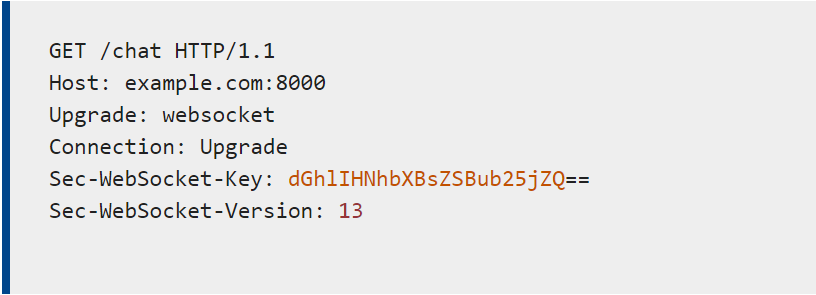 GET /chat HTTP/1.1
Host: example.com:8000
Upgrade: websocket
Connection: Upgrade
Sec-WebSocket-Key: dGhlIHNhbXBsZSBub25jZQ==
Sec-WebSocket-Version: 13